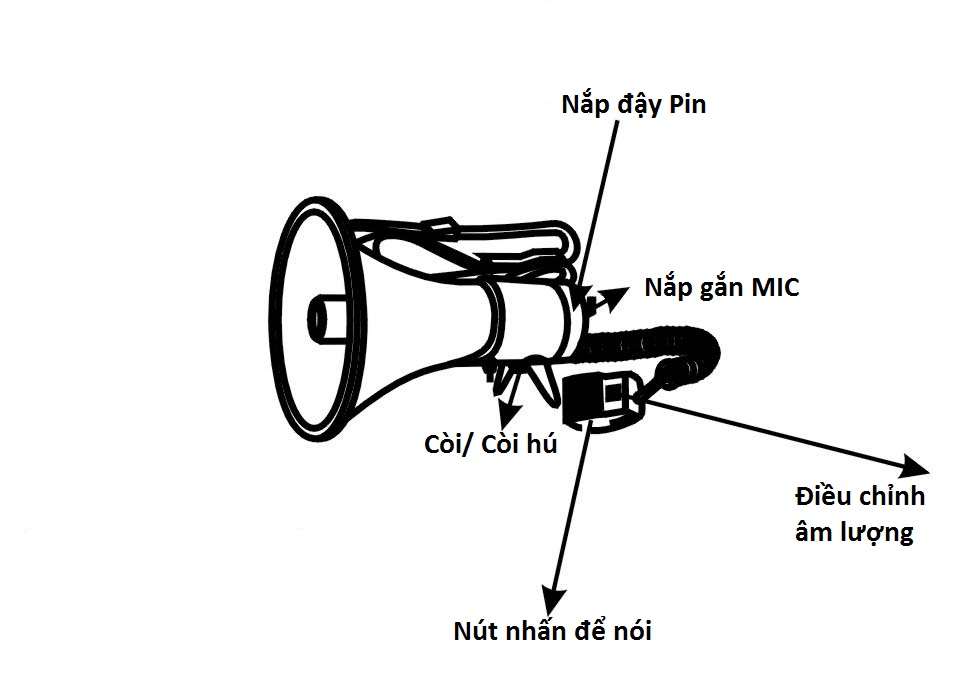 Nắp đậy Pin
Nắp gắn MIC
Còi/ Còi hú
Điều chỉnh
âm lượng
Nút nhấn để nói